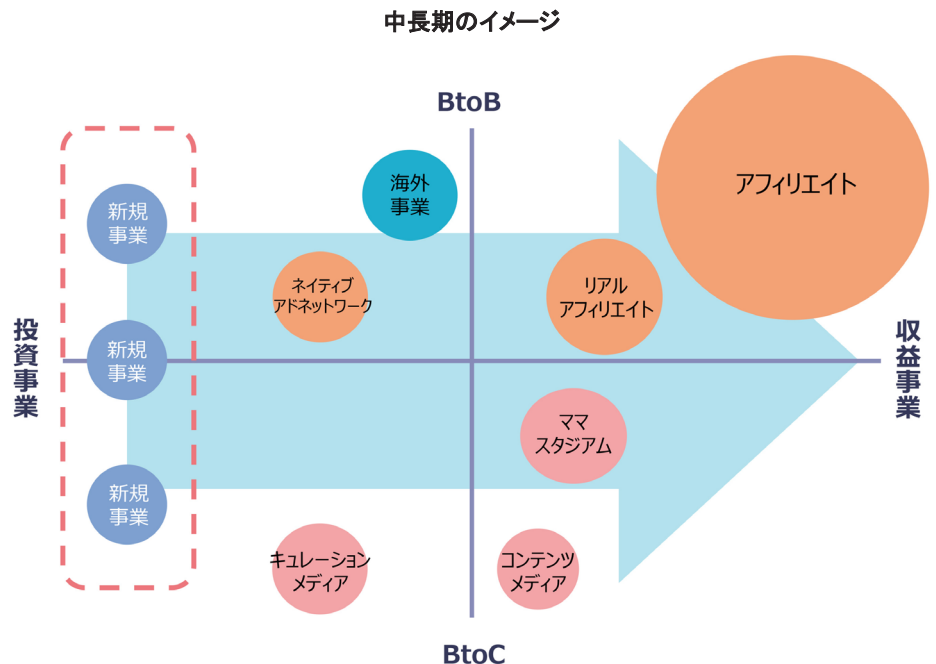 中長期のイメージ
BtoB
アフィリエイト
海外
事業
新規
事業
ネイティブ
アドネットワーク
リアル
アフィリエイト
投資事業
新規
事業
収益事業
ママ
スタジアム
新規
事業
キュレーション
メディア
コンテンツ
メディア
BtoC